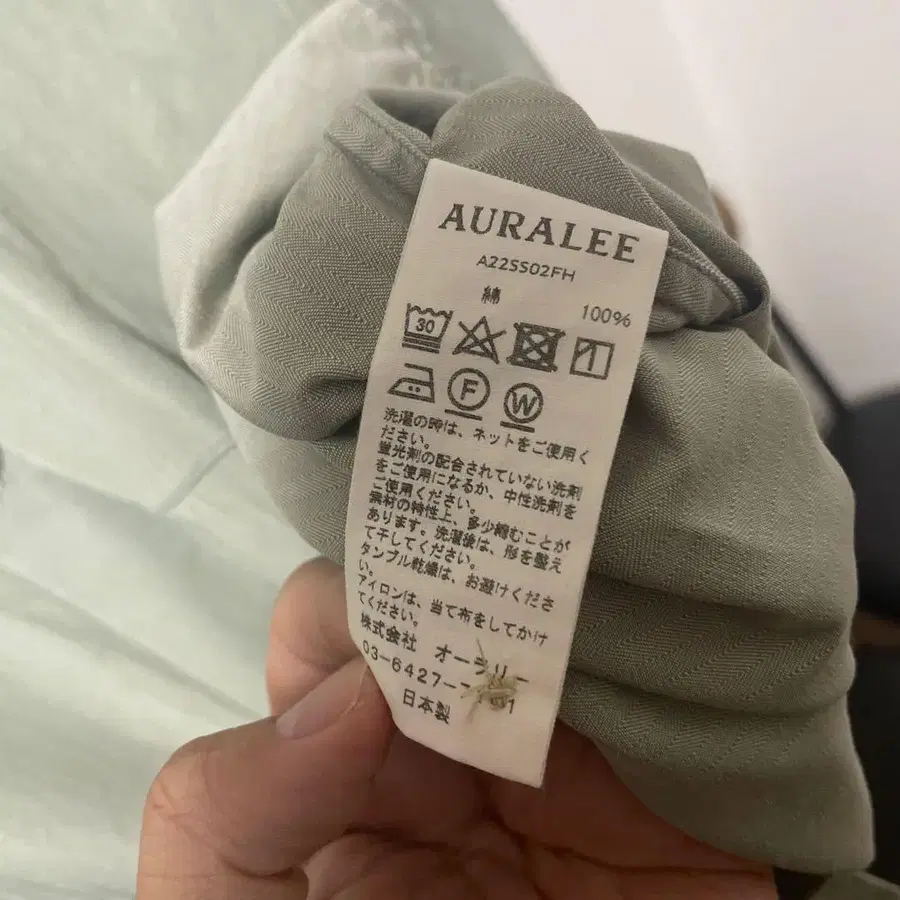 AURALEE
A22SS02FH
綿 100%
30
F W
洗濯の時は、ネットをご使用く
ださい。
蛍光剤の配合されていない洗剤
をご使用になるか、中性洗剤を
ご使用ください。
素材の特性上、多少縮むことが
あります。洗濯後は、形を整え
て干してください。
タンブル乾燥は、お避けくださ
い。
アイロンは、当て布をしてかけ
てください。
株式会社 オーラリー
03-6427-
日本製